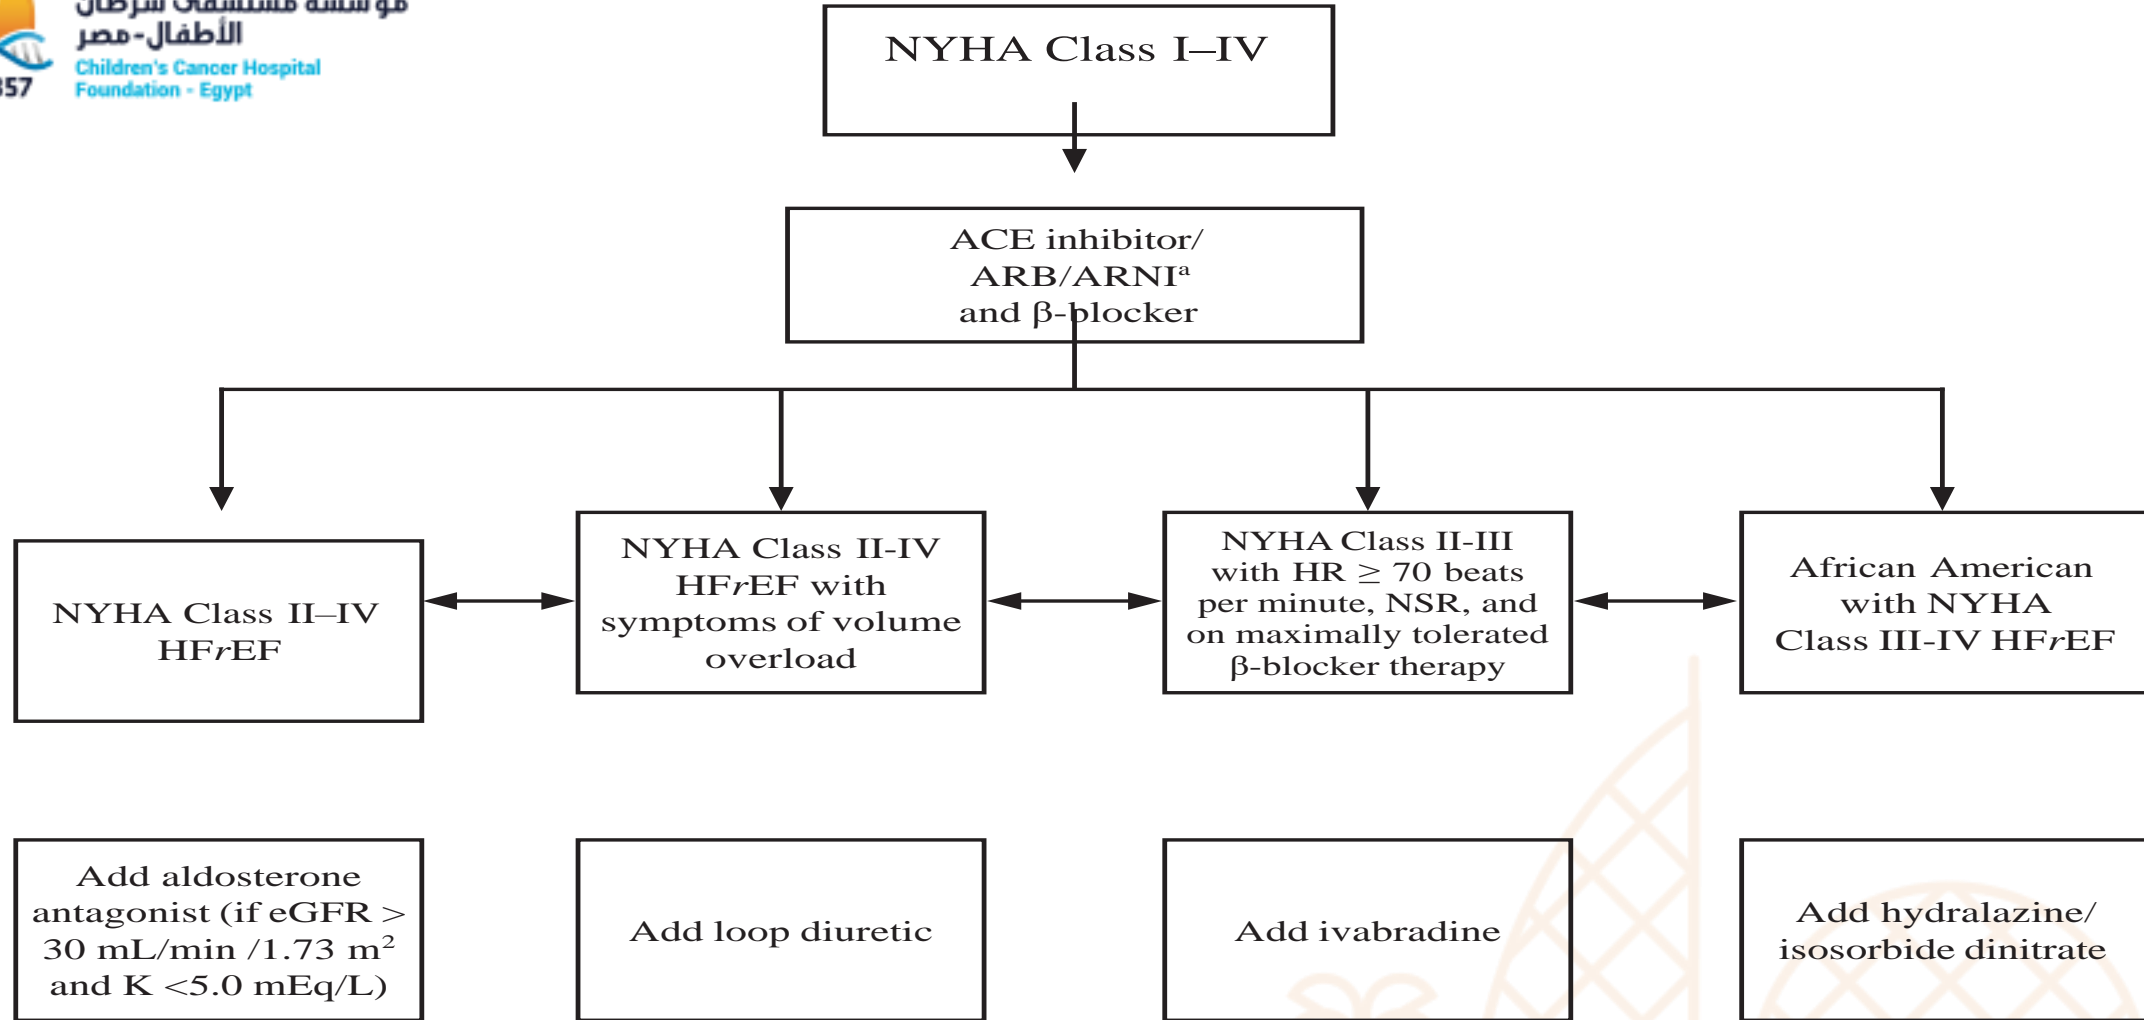 مؤسسة مستشفى سرطان
الأطفال-مصر
Children's Cancer Hospital
Foundation - Egypt
357
NYHA Class I–IV
ACE inhibitor/
ARB/ARNIᵃ
and β-blocker
NYHA Class II–IV
HFrEF
NYHA Class II-IV
HFrEF with
symptoms of volume
overload
NYHA Class II-III
with HR ≥ 70 beats
per minute, NSR, and
on maximally tolerated
β-blocker therapy
African American
with NYHA
Class III-IV HFrEF
Add aldosterone
antagonist (if eGFR >
30 mL/min /1.73 m²
and K <5.0 mEq/L)
Add loop diuretic
Add ivabradine
Add hydralazine/
isosorbide dinitrate